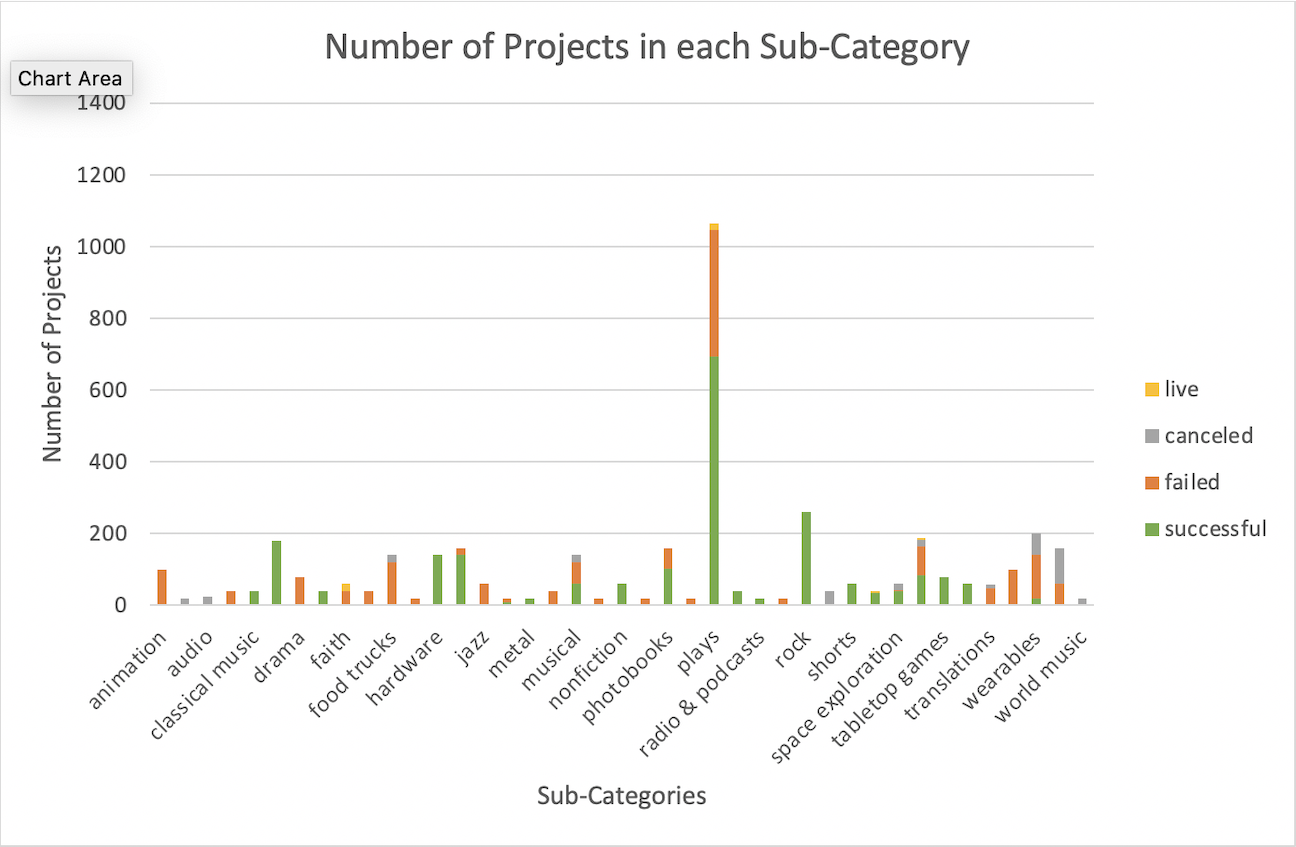 Number of Projects in each Sub-Category
Chart Area
1400
1200
1000
800
600
400
200
0
Number of Projects
animation
audio
classical music
drama
faith
food trucks
hardware
jazz
metal
musical
nonfiction
photobooks
plays
radio & podcasts
rock
shorts
space exploration
tabletop games
translations
wearables
world music
Sub-Categories
live
canceled
failed
successful